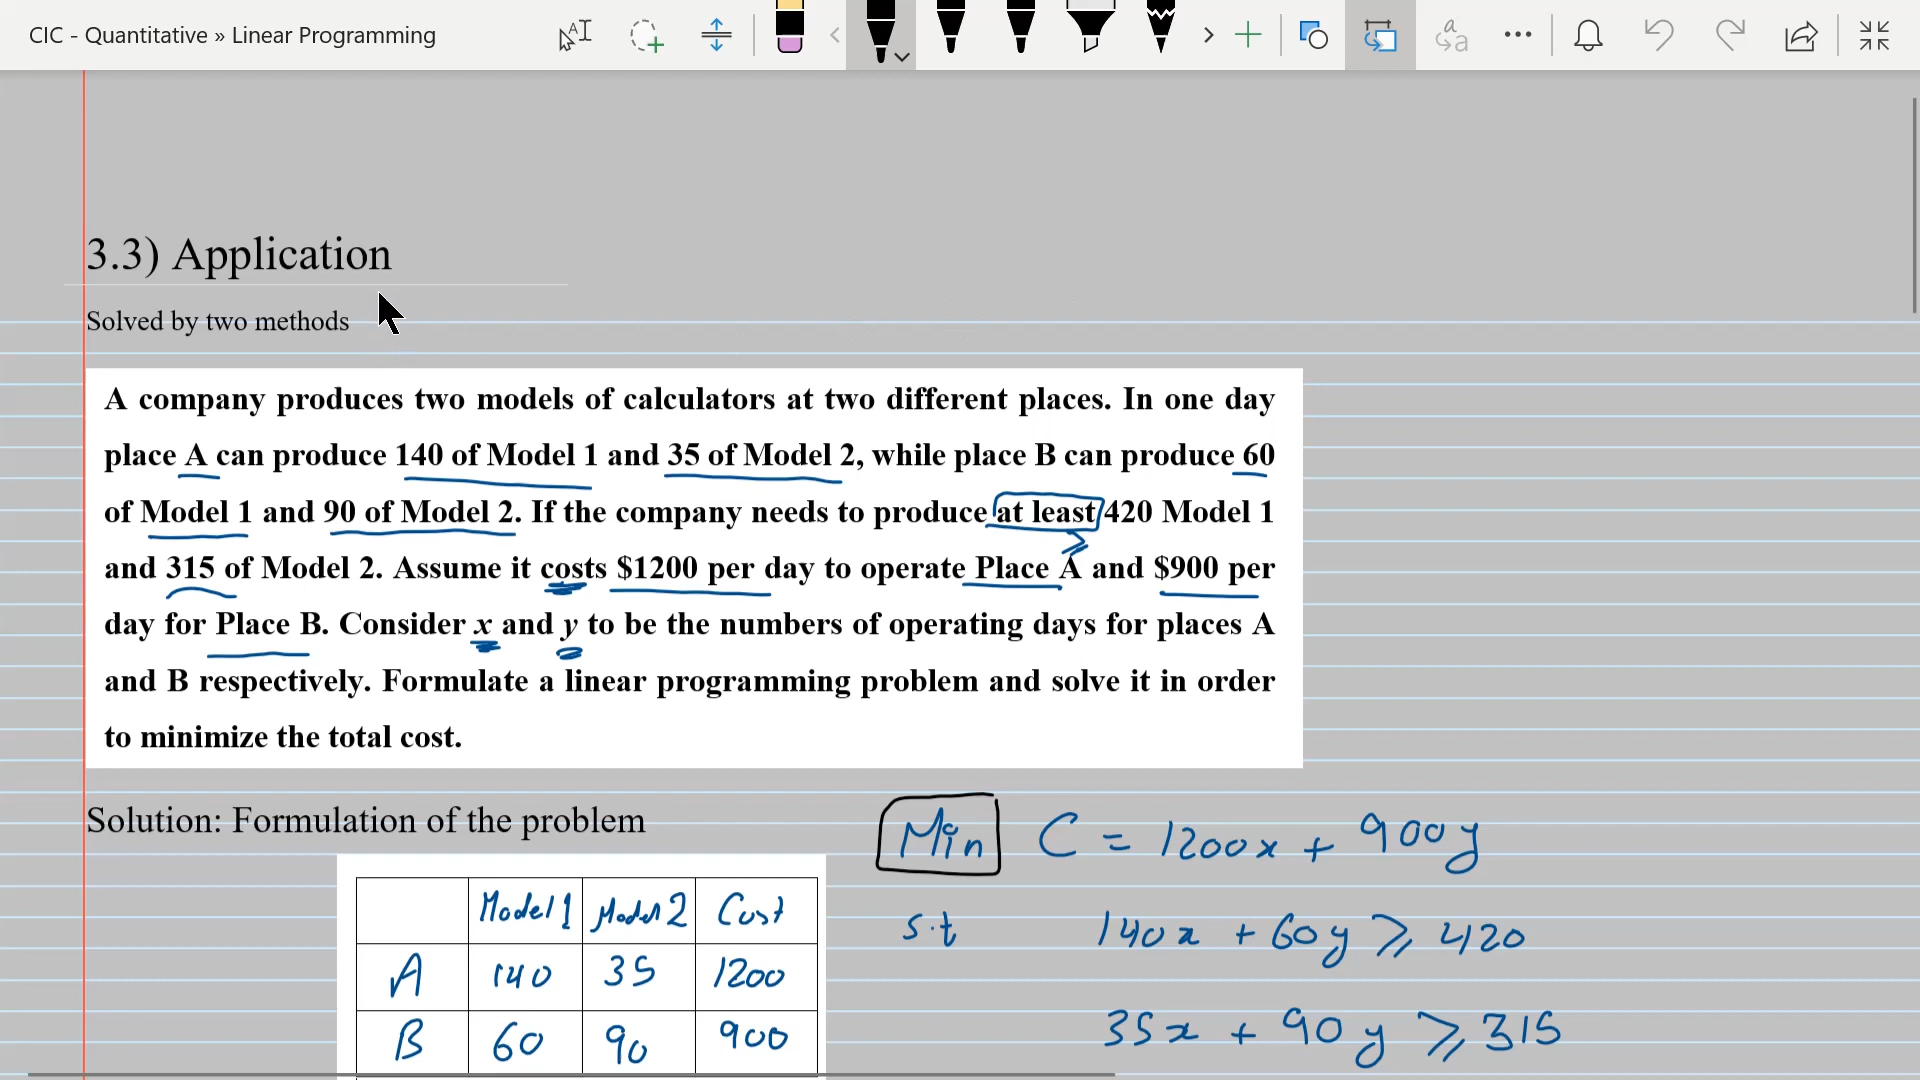 CIC - Quantitative » Linear Programming
3.3) Application
Solved by two methods
A company produces two models of calculators at two different places. In one day
place A can produce 140 of Model 1 and 35 of Model 2, while place B can produce 60
of Model 1 and 90 of Model 2. If the company needs to produce at least 420 Model 1
≥
and 315 of Model 2. Assume it costs $1200 per day to operate Place A and $900 per
day for Place B. Consider x and y to be the numbers of operating days for places A
and B respectively. Formulate a linear programming problem and solve it in order
to minimize the total cost.
Solution: Formulation of the problem
Min C = 1200x + 900y
Model 1 Model 2 Cost
s.t 140x + 60y ≥ 420
A 140 35 1200
35x + 90y ≥ 315
B 60 90 900